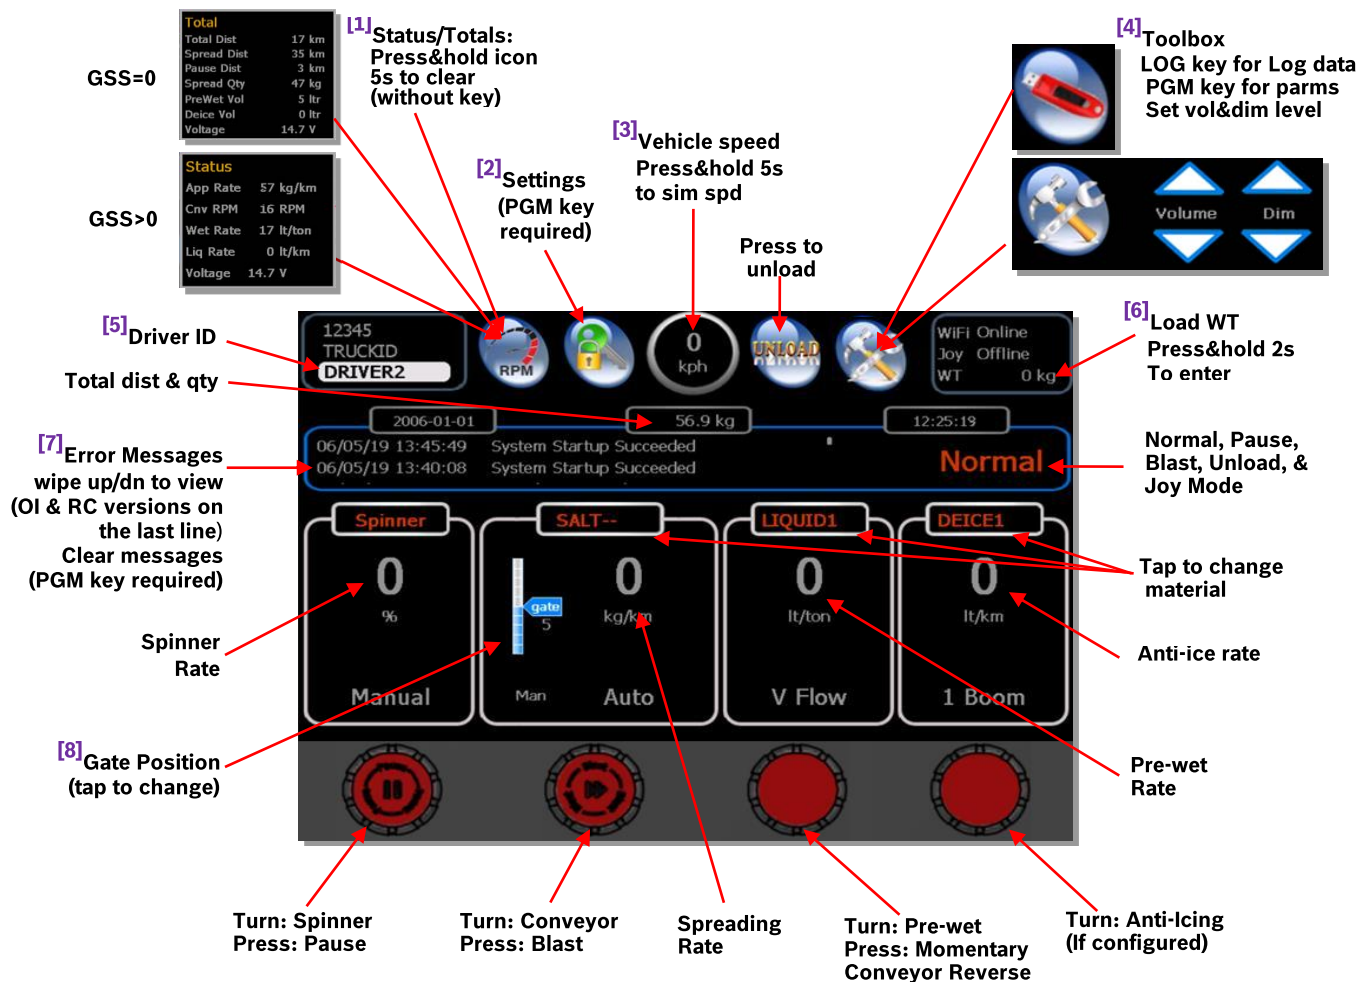 Total
Total Dist 17 km
Spread Dist 35 km
Pause Dist 3 km
Spread Qty 47 kg
PreWet Vol 5 ltr
Deice Vol 0 ltr
Voltage 14.7 V
GSS=0
[1]Status/Totals:
Press&hold icon
5s to clear
(without key)
[4]Toolbox
LOG key for Log data
PGM key for parms
Set vol&dim level
[3]Vehicle speed
Press&hold 5s
to sim spd
[2]Settings
(PGM key
required)
Status
App Rate 57 kg/km
Cnv RPM 16 RPM
Wet Rate 17 lt/ton
Liq Rate 0 lt/km
Voltage 14.7 V
GSS>0
Volume Dim
Press to
unload
[5]Driver ID
12345
TRUCKID
DRIVER2
RPM
0
kph
UNLOAD
WiFi Online
Joy Offline
WT 0 kg
[6]Load WT
Press&hold 2s
To enter
Total dist & qty
2006-01-01
56.9 kg
12:25:19
[7]Error Messages
wipe up/dn to view
(OI & RC versions on
the last line)
Clear messages
(PGM key required)
06/05/19 13:45:49 System Startup Succeeded
06/05/19 13:40:08 System Startup Succeeded
Normal
Normal, Pause,
Blast, Unload, &
Joy Mode
Spinner
SALT--
LIQUID1
DEICE1
Tap to change
material
0
%
Manual
gate
5
Man
0
kg/km
Auto
0
lt/ton
V Flow
0
lt/km
1 Boom
Spinner
Rate
Anti-ice rate
[8]Gate Position
(tap to change)
Pre-wet
Rate
Turn: Spinner
Press: Pause
Turn: Conveyor
Press: Blast
Spreading
Rate
Turn: Pre-wet
Press: Momentary
Conveyor Reverse
Turn: Anti-Icing
(If configured)